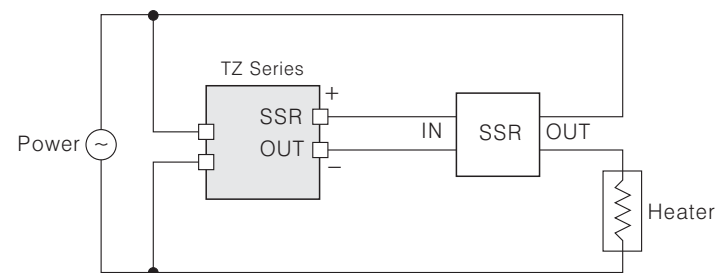 TZ Series
+
SSR
OUT
−
Power
~
IN
SSR
OUT
Heater